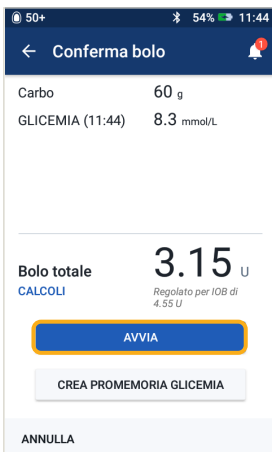 50+ 54% 11:44
Conferma bolo
1
Carbo 60 g
GLICEMIA (11:44) 8.3 mmol/L
Bolo totale 3.15 U
CALCOLI Regolato per IOB di
4.55 U
AVVIA
CREA PROMEMORIA GLICEMIA
ANNULLA